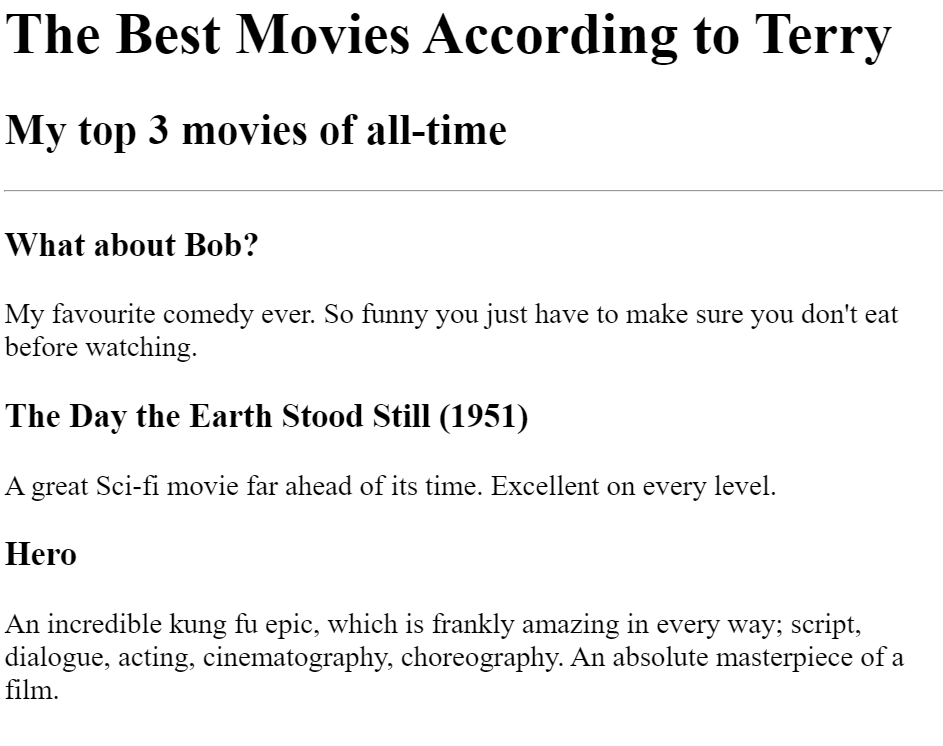 The Best Movies According to Terry
My top 3 movies of all-time
What about Bob?
My favourite comedy ever. So funny you just have to make sure you don't eat
before watching.
The Day the Earth Stood Still (1951)
A great Sci-fi movie far ahead of its time. Excellent on every level.
Hero
An incredible kung fu epic, which is frankly amazing in every way; script,
dialogue, acting, cinematography, choreography. An absolute masterpiece of a
film.